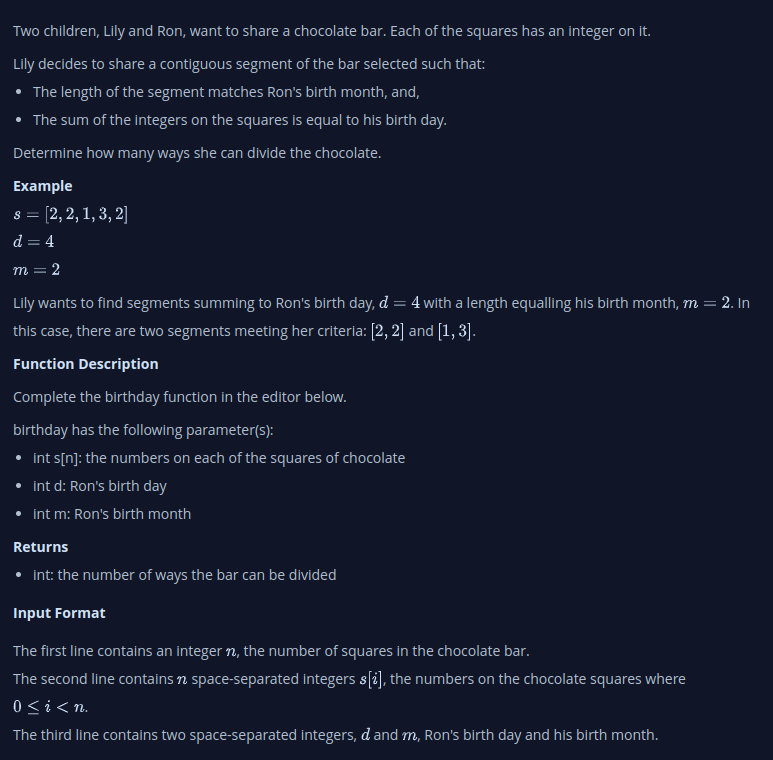 Two children, Lily and Ron, want to share a chocolate bar. Each of the squares has an integer on it.
Lily decides to share a contiguous segment of the bar selected such that:
• The length of the segment matches Ron's birth month, and,
• The sum of the integers on the squares is equal to his birth day.
Determine how many ways she can divide the chocolate.
Example
s = [2, 2, 1, 3, 2]
d = 4
m = 2
Lily wants to find segments summing to Ron's birth day, d = 4 with a length equalling his birth month, m = 2. In
this case, there are two segments meeting her criteria: [2, 2] and [1, 3].
Function Description
Complete the birthday function in the editor below.
birthday has the following parameter(s):
• int s[n]: the numbers on each of the squares of chocolate
• int d: Ron's birth day
• int m: Ron's birth month
Returns
• int: the number of ways the bar can be divided
Input Format
The first line contains an integer n, the number of squares in the chocolate bar.
The second line contains n space-separated integers s[i], the numbers on the chocolate squares where
0 ≤ i < n.
The third line contains two space-separated integers, d and m, Ron's birth day and his birth month.